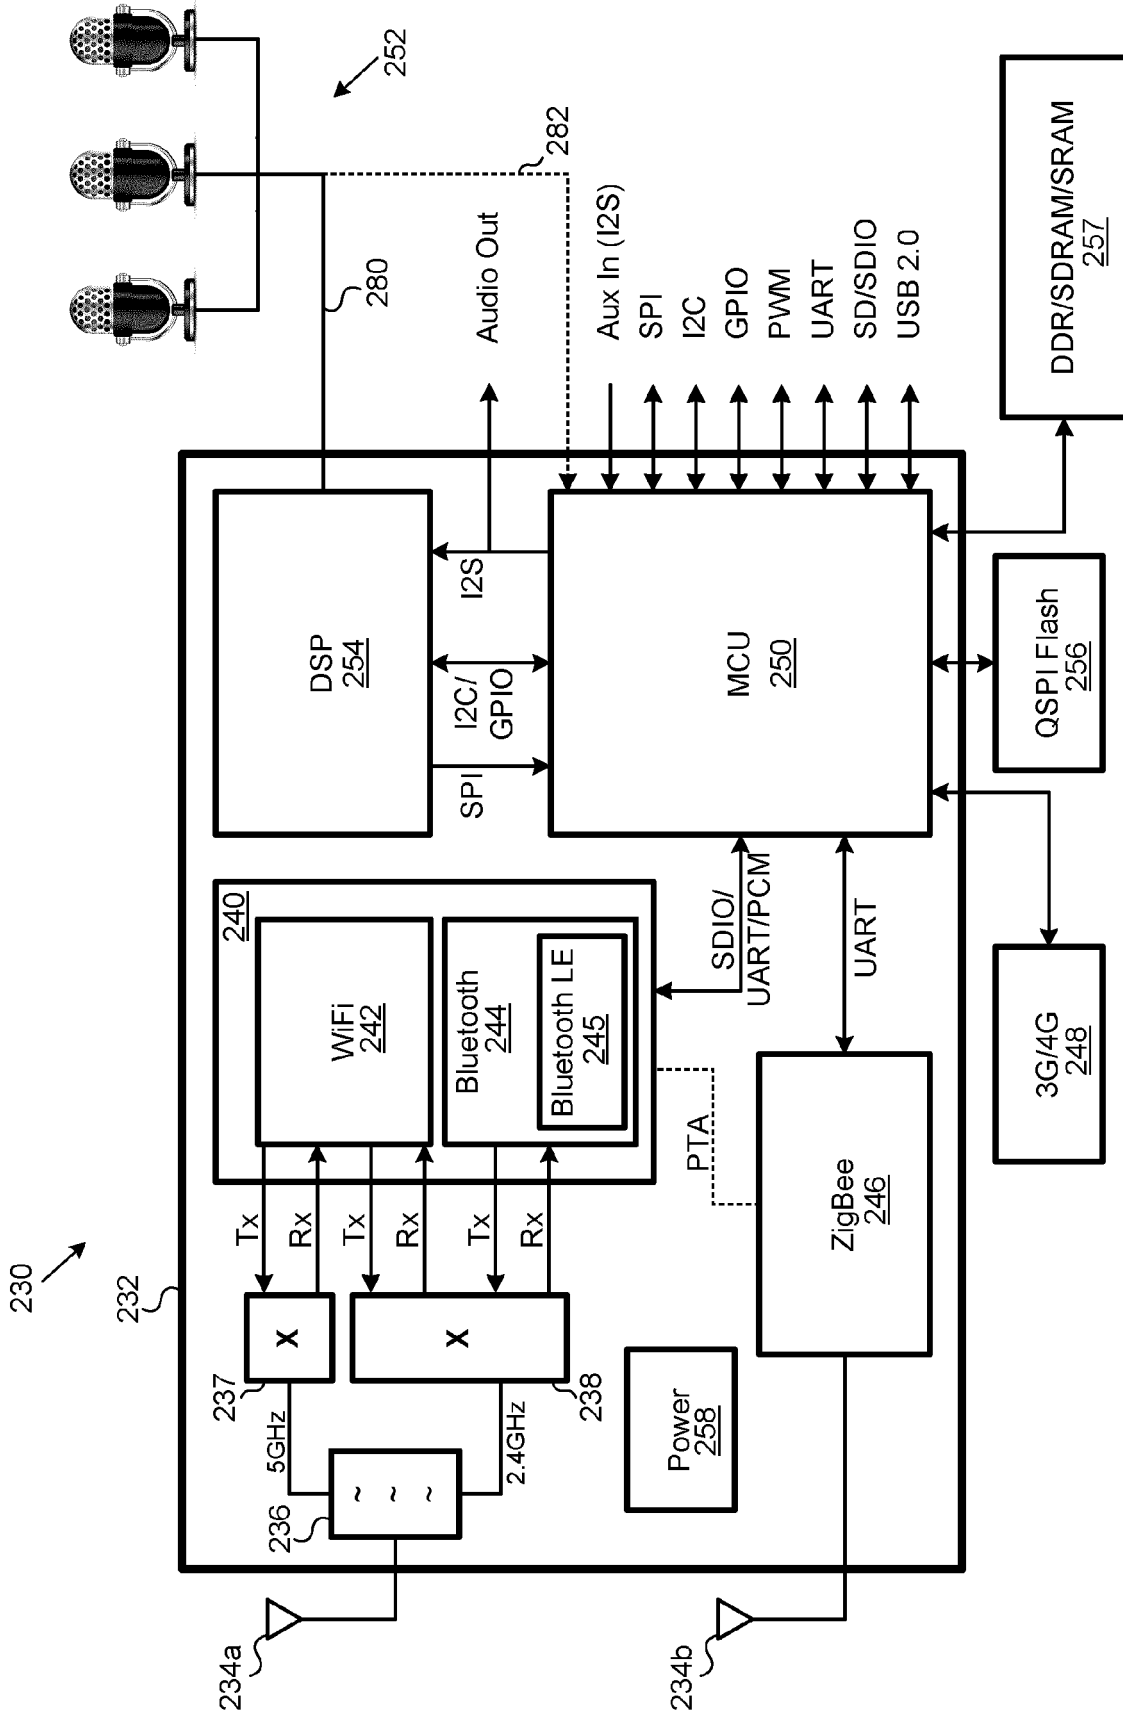 230
232
234a
234b
236
237
238
5GHz
2.4GHz
X
X
~
~
~
Tx
Rx
Tx
Rx
Tx
Rx
240
WiFi
242
Bluetooth
244
Bluetooth LE
245
PTA
Power
258
ZigBee
246
SDIO/
UART/PCM
UART
DSP
254
SPI
I2C/
GPIO
I2S
MCU
250
280
282
252
Audio Out
Aux In (I2S)
SPI
I2C
GPIO
PWM
UART
SD/SDIO
USB 2.0
3G/4G
248
QSPI Flash
256
DDR/SDRAM/SRAM
257